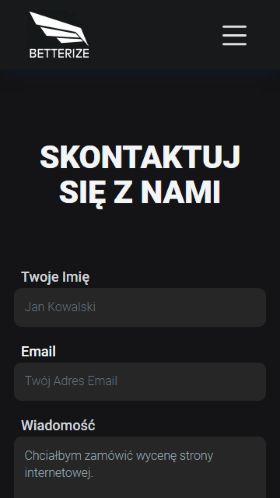 BETTERIZE
SKONTAKTUJ
SIĘ Z NAMI
Twoje Imię
Jan Kowalski
Email
Twój Adres Email
Wiadomość
Chciałbym zamówić wycenę strony
internetowej.